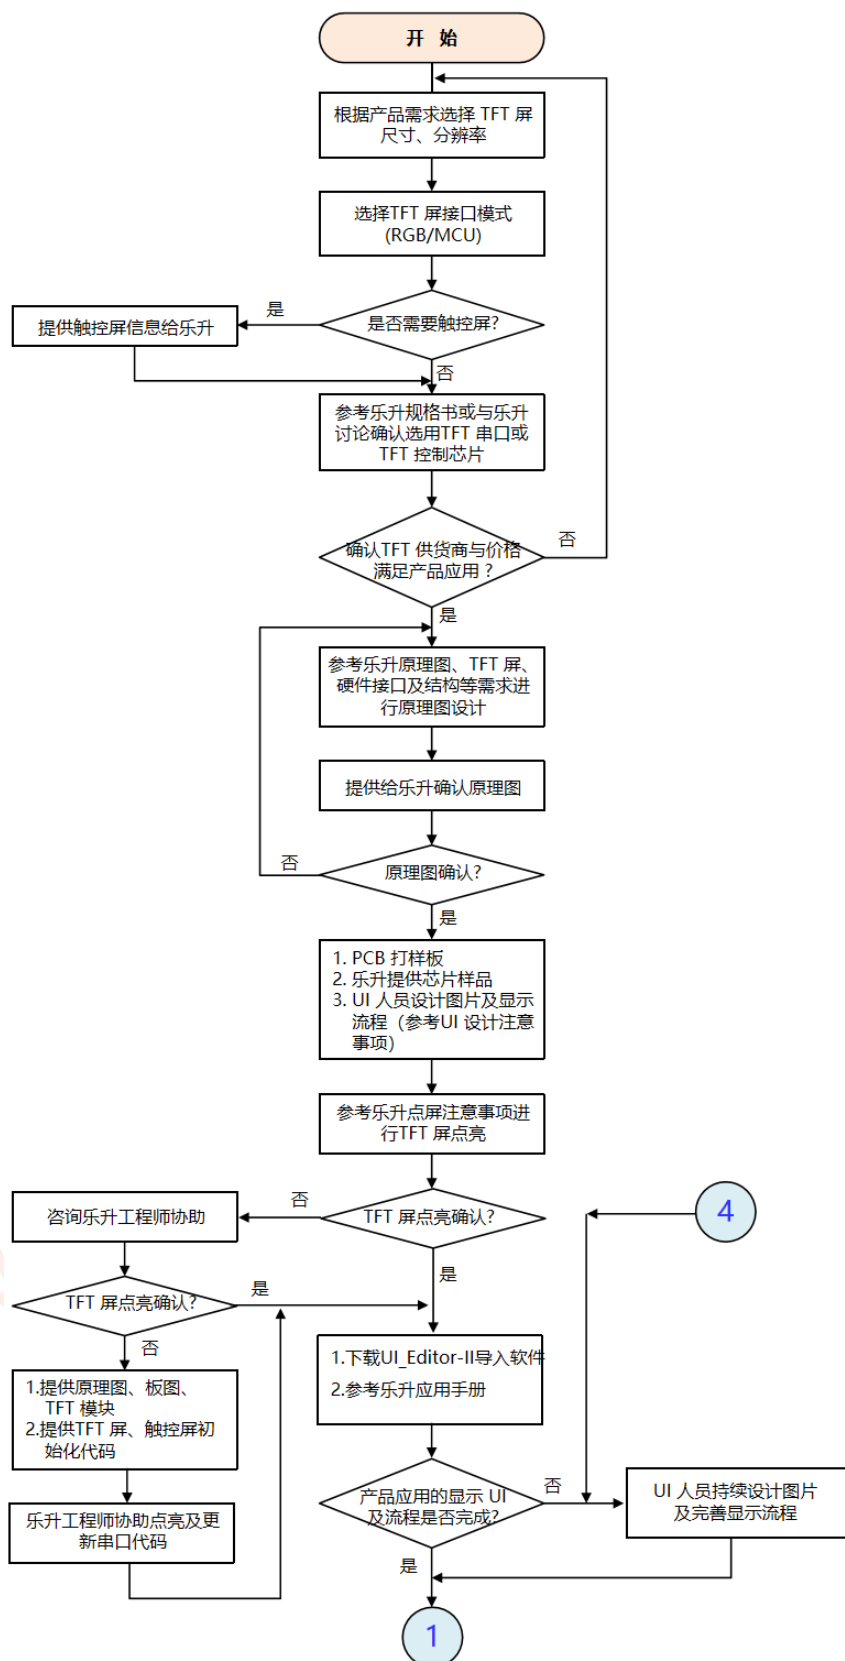 开 始
根据产品需求选择 TFT 屏
尺寸、分辨率
选择TFT 屏接口模式
(RGB/MCU)
是否需要触控屏?
是
提供触控屏信息给乐升
否
参考乐升规格书或与乐升
讨论确认选用TFT 串口或
TFT 控制芯片
确认TFT 供货商与价格
满足产品应用 ?
否
是
参考乐升原理图、TFT 屏、
硬件接口及结构等需求进
行原理图设计
提供给乐升确认原理图
原理图确认?
否
是
1. PCB 打样板
2. 乐升提供芯片样品
3. UI 人员设计图片及显示
流程（参考UI 设计注意
事项）
参考乐升点屏注意事项进
行TFT 屏点亮
TFT 屏点亮确认?
否
咨询乐升工程师协助
4
是
TFT 屏点亮确认?
是
否
1.下载UI_Editor-II导入软件
2.参考乐升应用手册
1.提供原理图、板图、
TFT 模块
2.提供TFT 屏、触控屏初
始化代码
乐升工程师协助点亮及更
新串口代码
产品应用的显示 UI
及流程是否完成?
否
UI 人员持续设计图片
及完善显示流程
是
1